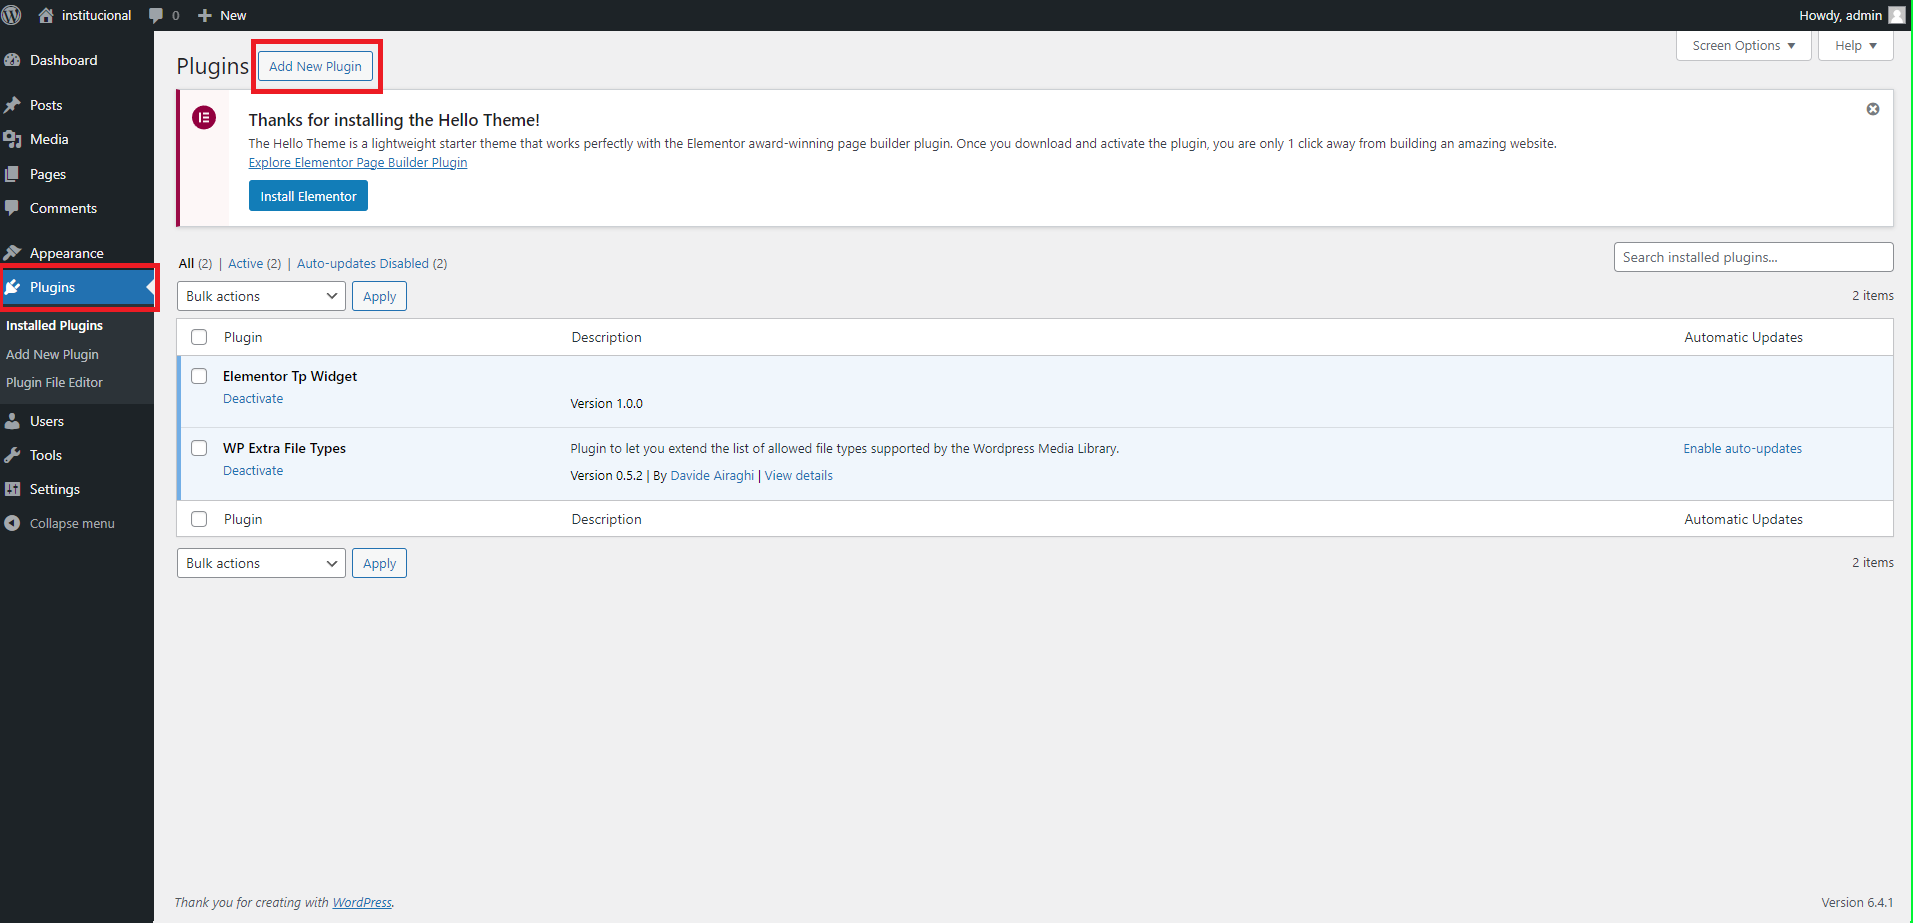 institucional 0 New Howdy, admin
Dashboard
Posts
Media
Pages
Comments
Appearance
Plugins
Installed Plugins
Add New Plugin
Plugin File Editor
Users
Tools
Settings
Collapse menu
Screen Options Help
Plugins Add New Plugin
Thanks for installing the Hello Theme!
The Hello Theme is a lightweight starter theme that works perfectly with the Elementor award-winning page builder plugin. Once you download and activate the plugin, you are only 1 click away from building an amazing website.
Explore Elementor Page Builder Plugin
Install Elementor
All (2) | Active (2) | Auto-updates Disabled (2)
Search installed plugins...
Bulk actions Apply
2 items
Plugin Description Automatic Updates
Elementor Tp Widget
Deactivate
Version 1.0.0
WP Extra File Types Plugin to let you extend the list of allowed file types supported by the Wordpress Media Library. Enable auto-updates
Deactivate Version 0.5.2 | By Davide Airaghi | View details
Plugin Description Automatic Updates
Bulk actions Apply 2 items
Thank you for creating with WordPress. Version 6.4.1